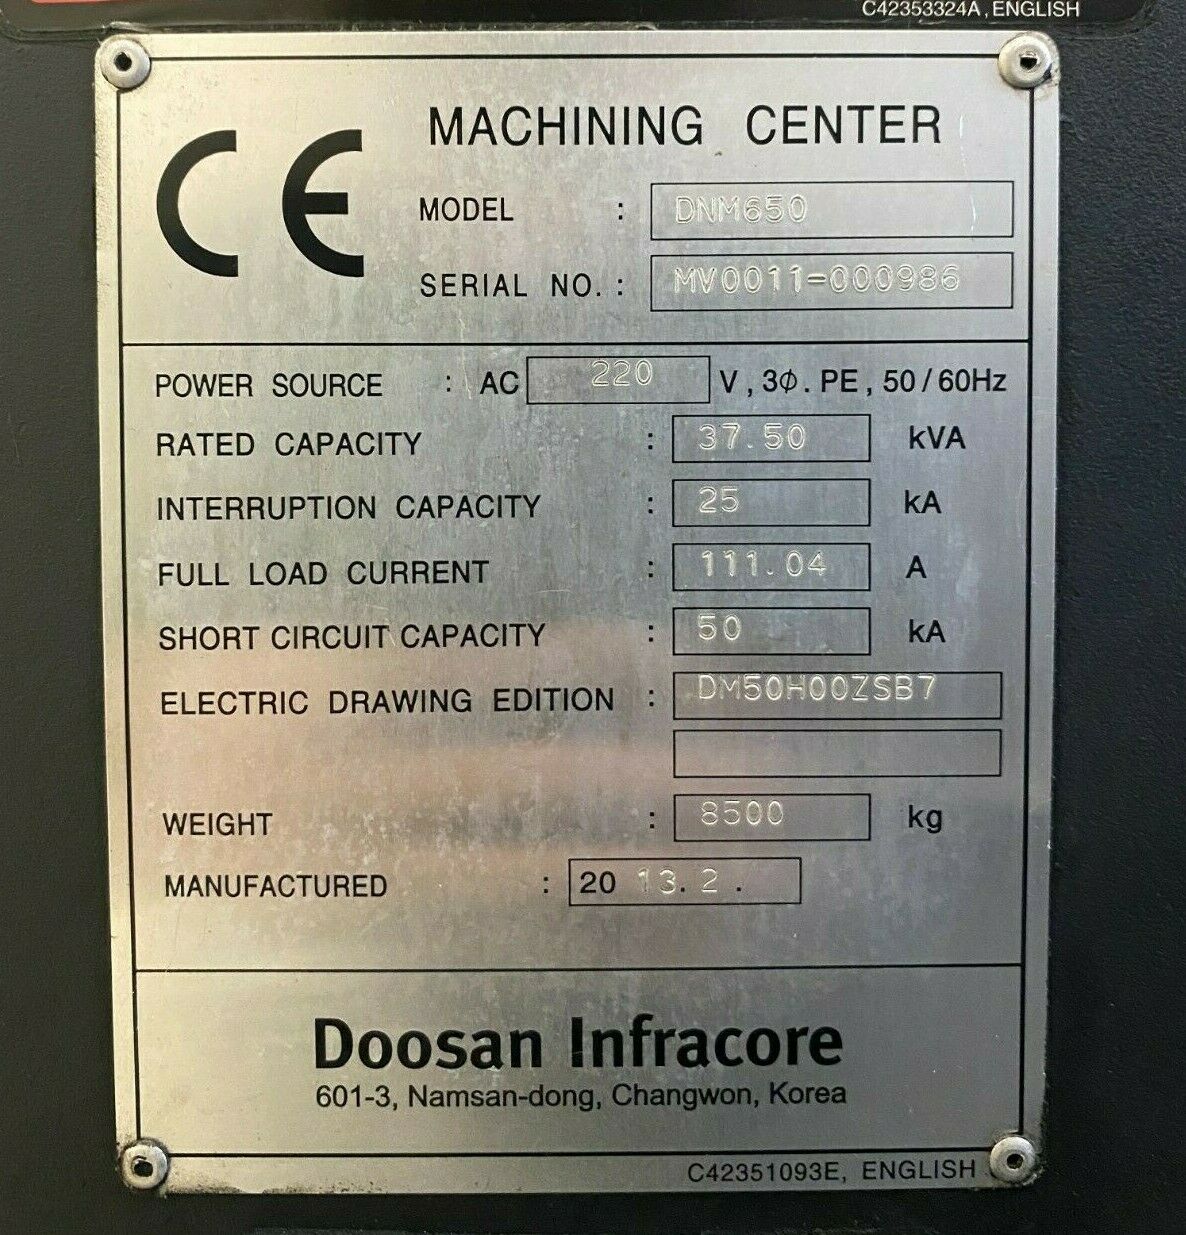 C42353324A, ENGLISH
CE
MACHINING CENTER
MODEL : DNM650
SERIAL NO. : MV0011-000986
POWER SOURCE : AC 220 V, 3Φ. PE, 50/60Hz
RATED CAPACITY : 37.50 kVA
INTERRUPTION CAPACITY : 25 kA
FULL LOAD CURRENT : 111.04 A
SHORT CIRCUIT CAPACITY : 50 kA
ELECTRIC DRAWING EDITION : DM50H00ZSB7
WEIGHT : 8500 kg
MANUFACTURED : 20 13. 2 .
Doosan Infracore
601-3, Namsan-dong, Changwon, Korea
C42351093E, ENGLISH